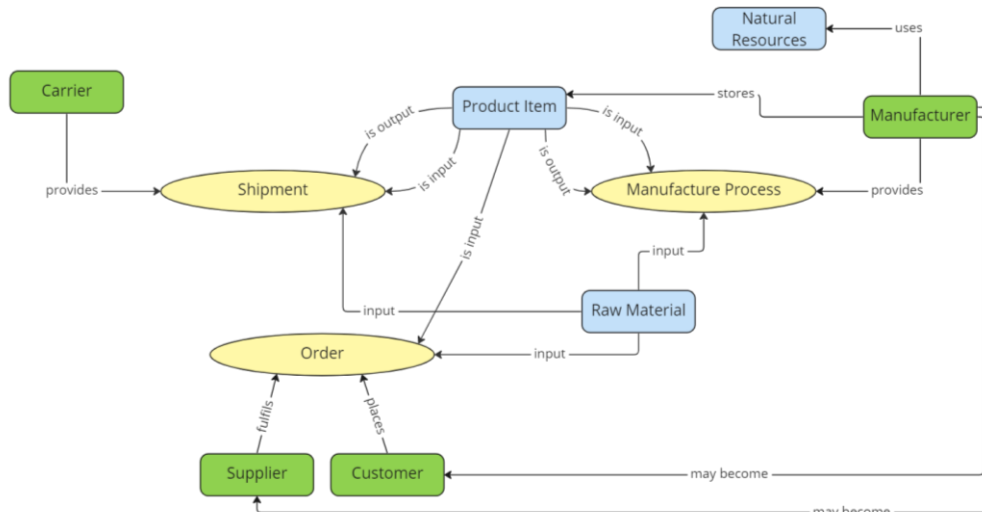 Natural
Resources
uses
Carrier
Product Item
stores
Manufacturer
is output
is input
is input
is output
provides
Shipment
Manufacture Process
provides
is input
input
input
Raw Material
Order
input
fulfils
places
Supplier
Customer
may become
may become